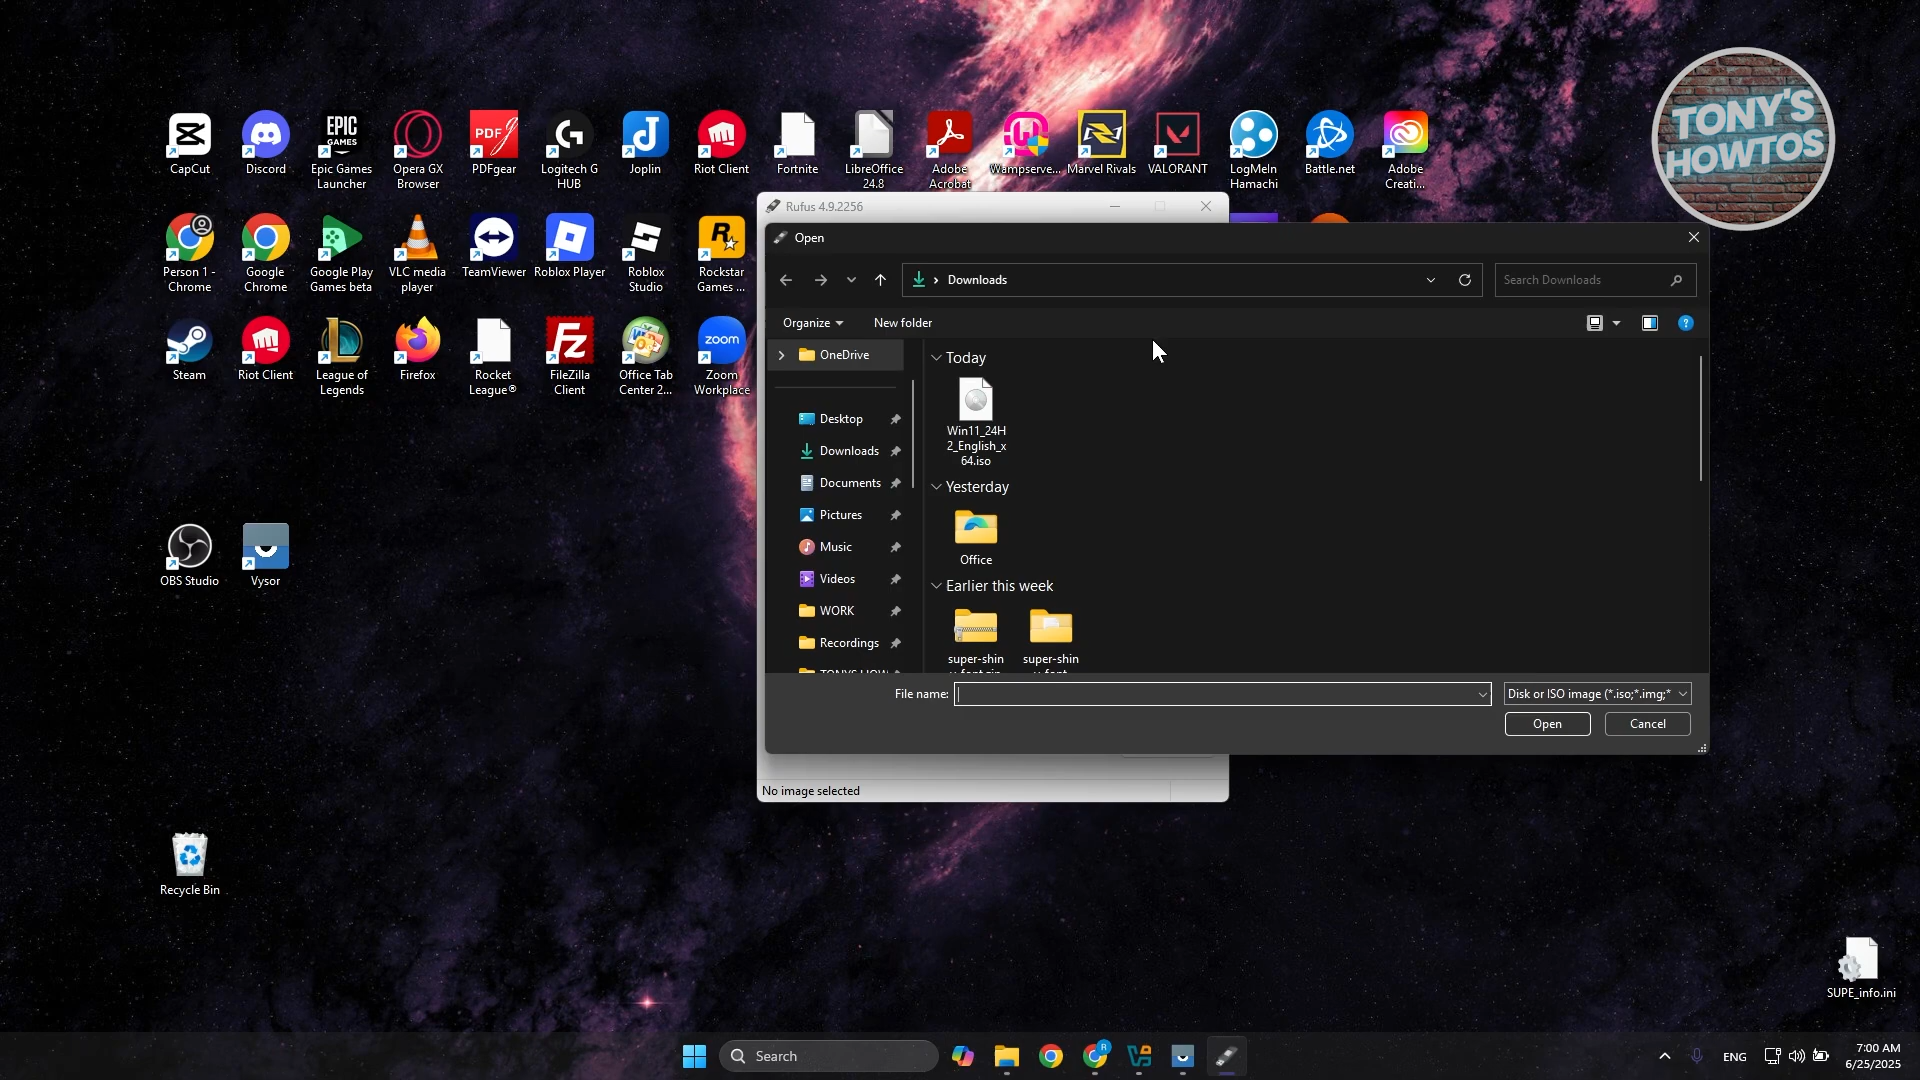 TONY'S
HOWTOS
CapCut
Discord
EPIC
GAMES
Epic Games
Launcher
Opera GX
Browser
PDF
PDFgear
Logitech G
HUB
Joplin
Riot Client
Fortnite
LibreOffice
24.8
Adobe
Acrobat
Wampserve...
Marvel Rivals
VALORANT
LogMeIn
Hamachi
Battle.net
Adobe
Creati...
Person 1 -
Chrome
Google
Chrome
Google Play
Games beta
VLC media
player
TeamViewer
Roblox Player
Roblox
Studio
Rockstar
Games ...
Steam
Riot Client
League of
Legends
Firefox
Rocket
League®
FileZilla
Client
Office Tab
Center 2...
zoom
Zoom
Workplace
OBS Studio
Vysor
Recycle Bin
SUPE_info.ini
Rufus 4.9.2256
Open
Downloads
Search Downloads
Organize
New folder
OneDrive
Desktop
Downloads
Documents
Pictures
Music
Videos
WORK
Recordings
Today
Win11_24H
2_English_x
64.iso
Yesterday
Office
Earlier this week
super-shin
super-shin
File name:
Disk or ISO image (*.iso;*.img;*
Open
Cancel
No image selected
Search
ENG
7:00 AM
6/25/2025